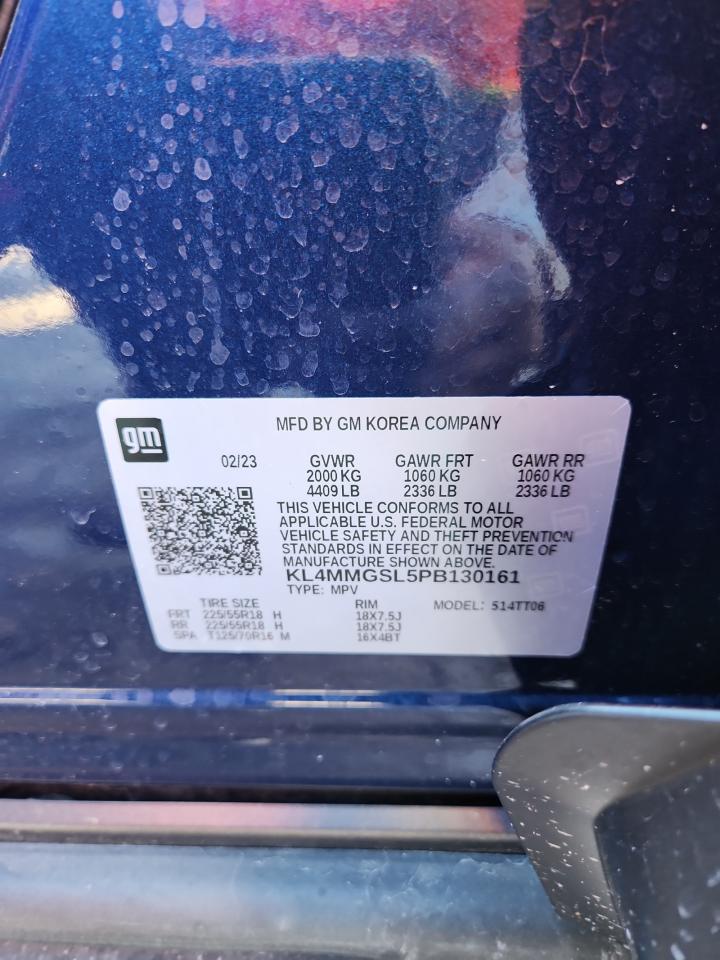 gm
MFD BY GM KOREA COMPANY
02/23 GVWR GAWR FRT GAWR RR
2000 KG 1060 KG 1060 KG
4409 LB 2336 LB 2336 LB
THIS VEHICLE CONFORMS TO ALL
APPLICABLE U.S. FEDERAL MOTOR
VEHICLE SAFETY AND THEFT PREVENTION
STANDARDS IN EFFECT ON THE DATE OF
MANUFACTURE SHOWN ABOVE.
KL4MMGSL5PB130161
TYPE: MPV
TIRE SIZE RIM MODEL: 514TT06
FRT 225/55R18 H 18X7.5J
RR 225/55R18 H 18X7.5J
SPA T125/70R16 M 16X4BT